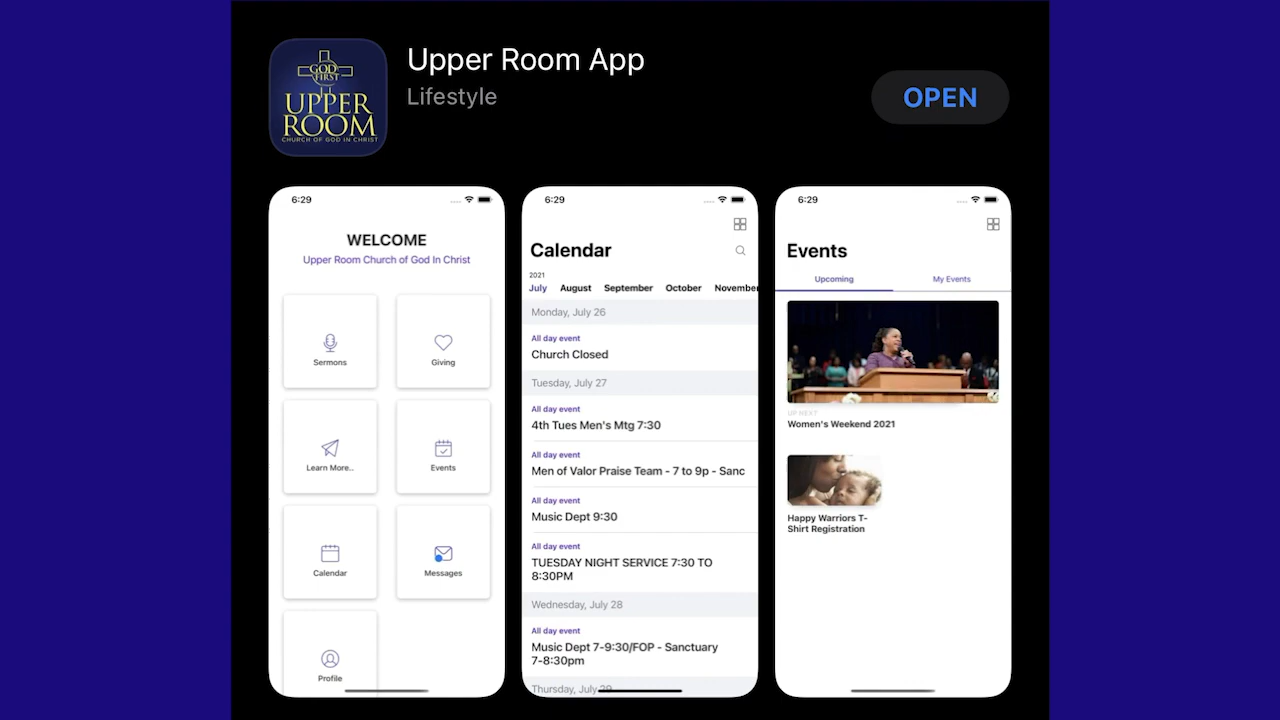 GOD
FIRST
UPPER
ROOM
CHURCH OF GOD IN CHRIST
Upper Room App
Lifestyle
OPEN
6:29
WELCOME
Upper Room Church of God In Christ
Sermons
Giving
Learn More..
Events
Calendar
Messages
Profile
6:29
Calendar
2021
July August September October November
Monday, July 26
All day event
Church Closed
Tuesday, July 27
All day event
4th Tues Men's Mtg 7:30
All day event
Men of Valor Praise Team - 7 to 9p - Sanc
All day event
Music Dept 9:30
All day event
TUESDAY NIGHT SERVICE 7:30 TO
8:30PM
Wednesday, July 28
All day event
Music Dept 7-9:30/FOP - Sanctuary
7-8:30pm
Thursday, July 29
6:29
Events
Upcoming My Events
UP NEXT
Women's Weekend 2021
Happy Warriors T-
Shirt Registration